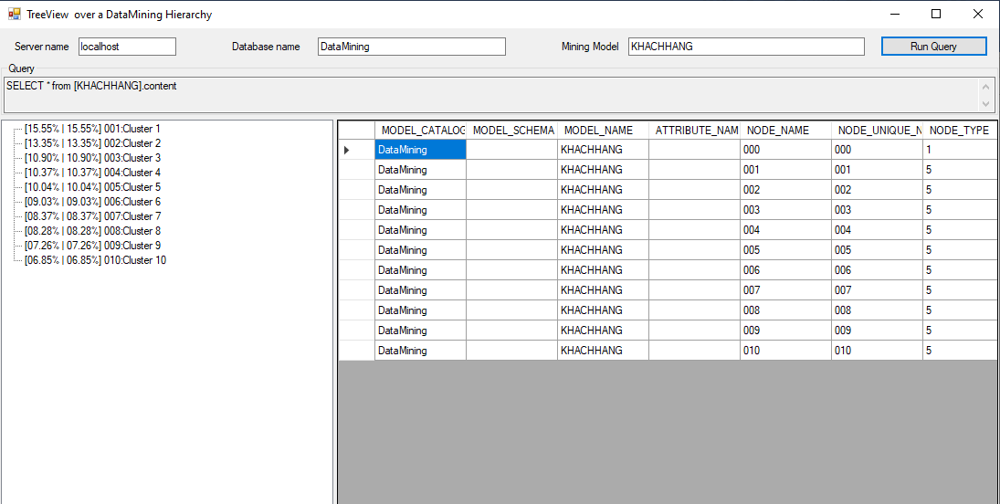 TreeView over a DataMining Hierarchy
Server name localhost Database name DataMining Mining Model KHACHHANG Run Query
Query
SELECT * from [KHACHHANG].content
[15.55% | 15.55%] 001:Cluster 1
[13.35% | 13.35%] 002:Cluster 2
[10.90% | 10.90%] 003:Cluster 3
[10.37% | 10.37%] 004:Cluster 4
[10.04% | 10.04%] 005:Cluster 5
[09.03% | 09.03%] 006:Cluster 6
[08.37% | 08.37%] 007:Cluster 7
[08.28% | 08.28%] 008:Cluster 8
[07.26% | 07.26%] 009:Cluster 9
[06.85% | 06.85%] 010:Cluster 10
MODEL_CATALOG MODEL_SCHEMA MODEL_NAME ATTRIBUTE_NAM NODE_NAME NODE_UNIQUE_N NODE_TYPE
DataMining KHACHHANG 000 000 1
DataMining KHACHHANG 001 001 5
DataMining KHACHHANG 002 002 5
DataMining KHACHHANG 003 003 5
DataMining KHACHHANG 004 004 5
DataMining KHACHHANG 005 005 5
DataMining KHACHHANG 006 006 5
DataMining KHACHHANG 007 007 5
DataMining KHACHHANG 008 008 5
DataMining KHACHHANG 009 009 5
DataMining KHACHHANG 010 010 5